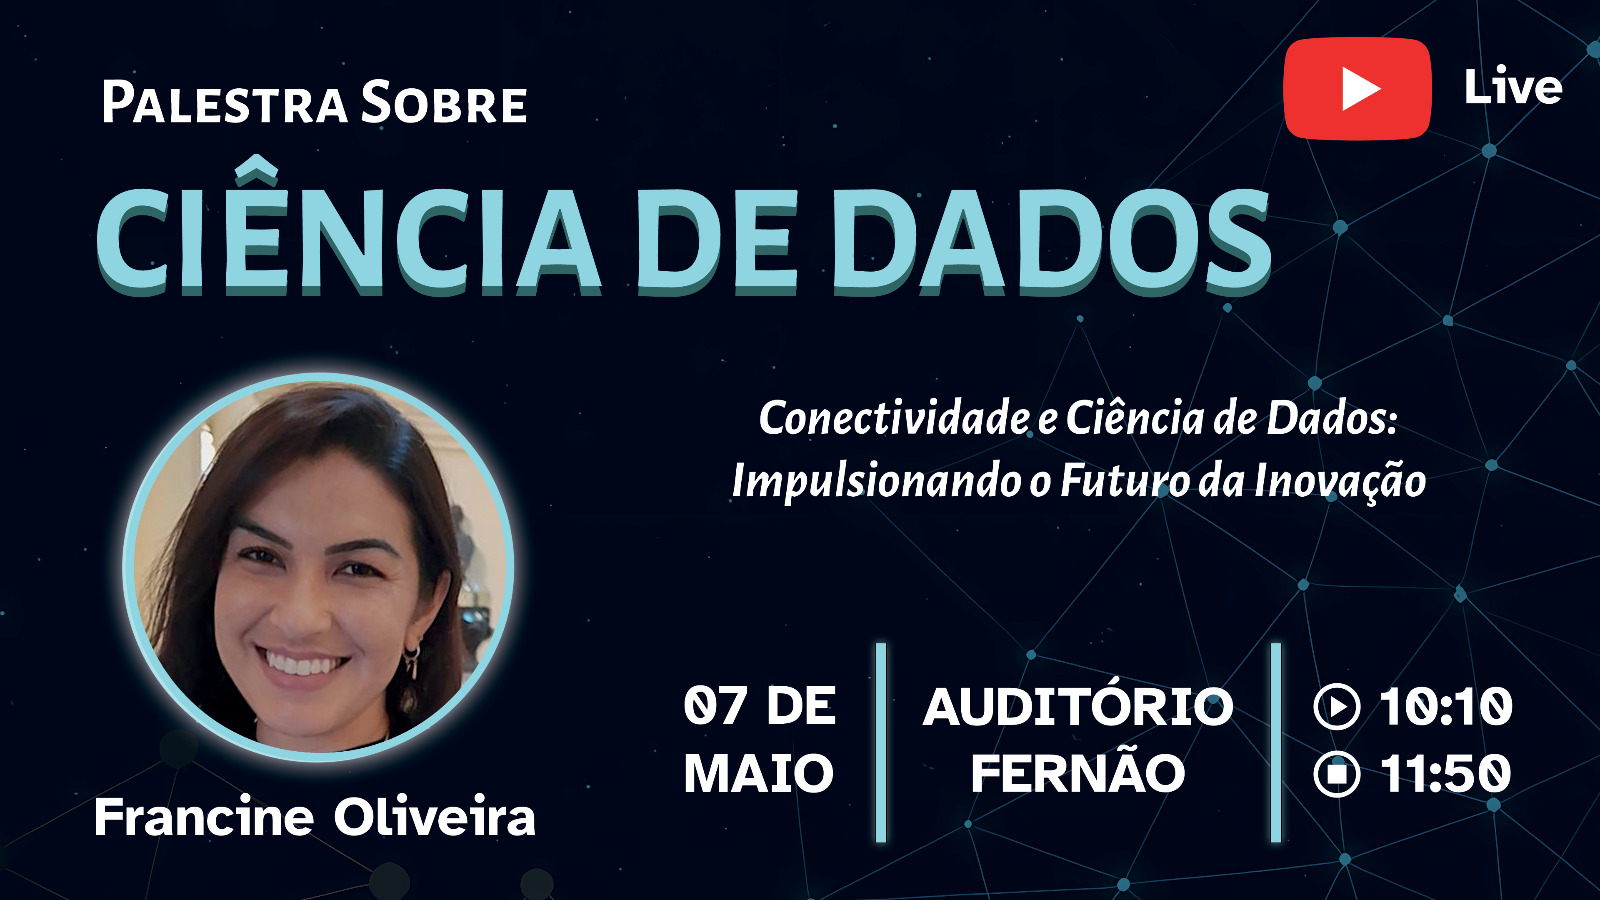 Palestra Sobre
Live
CIÊNCIA DE DADOS
Conectividade e Ciência de Dados:
Impulsionando o Futuro da Inovação
07 DE
MAIO
AUDITÓRIO
FERNÃO
10:10
11:50
Francine Oliveira